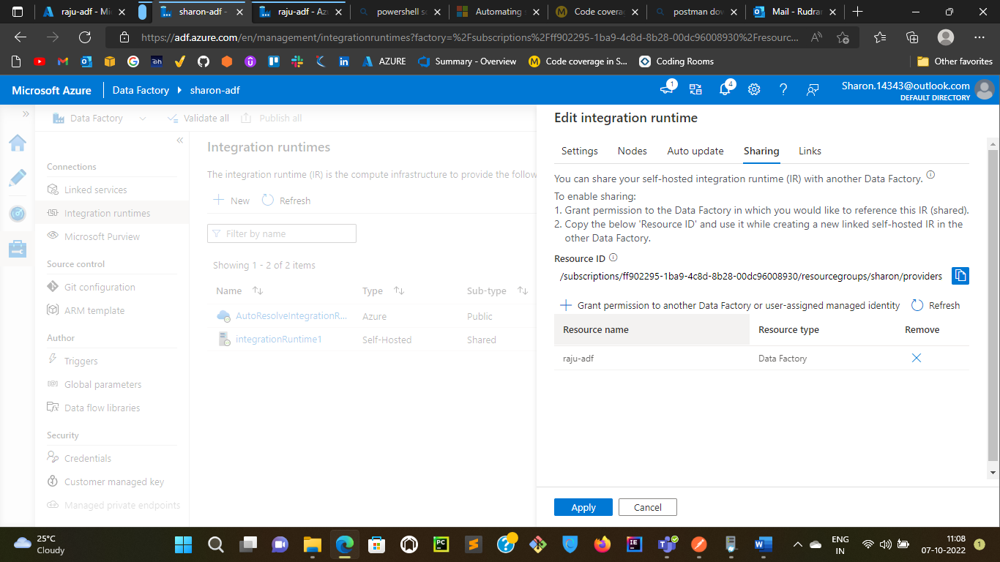 raju-adf - Mic
sharon-adf -
raju-adf - Az
powershell sc
Automating
Code covera
postman dow
Mail - Rudra
https://adf.azure.com/en/management/integrationruntimes?factory=%2Fsubscriptions%2Fff902295-1ba9-4c8d-8b28-00dc96008930%2Fresourc...
AZURE
Summary - Overview
Code coverage in S...
Coding Rooms
Other favorites
Microsoft Azure
Data Factory
sharon-adf
1
4
Sharon.14343@outlook.com
DEFAULT DIRECTORY
Data Factory
Validate all
Publish all
Connections
Linked services
Integration runtimes
Microsoft Purview
Source control
Git configuration
ARM template
Author
Triggers
Global parameters
Data flow libraries
Security
Credentials
Customer managed key
Managed private endpoints
Integration runtimes
The integration runtime (IR) is the compute infrastructure to provide the follow
New
Refresh
Filter by name
Showing 1 - 2 of 2 items
Name Type Sub-type
AutoResolveIntegrationR... Azure Public
integrationRuntime1 Self-Hosted Shared
Edit integration runtime
Settings Nodes Auto update Sharing Links
You can share your self-hosted integration runtime (IR) with another Data Factory.
To enable sharing:
1. Grant permission to the Data Factory in which you would like to reference this IR (shared).
2. Copy the below 'Resource ID' and use it while creating a new linked self-hosted IR in the
other Data Factory.
Resource ID
/subscriptions/ff902295-1ba9-4c8d-8b28-00dc96008930/resourcegroups/sharon/providers
Grant permission to another Data Factory or user-assigned managed identity
Refresh
Resource name Resource type Remove
raju-adf Data Factory
Apply
Cancel
25°C
Cloudy
ENG
IN
11:08
07-10-2022
1